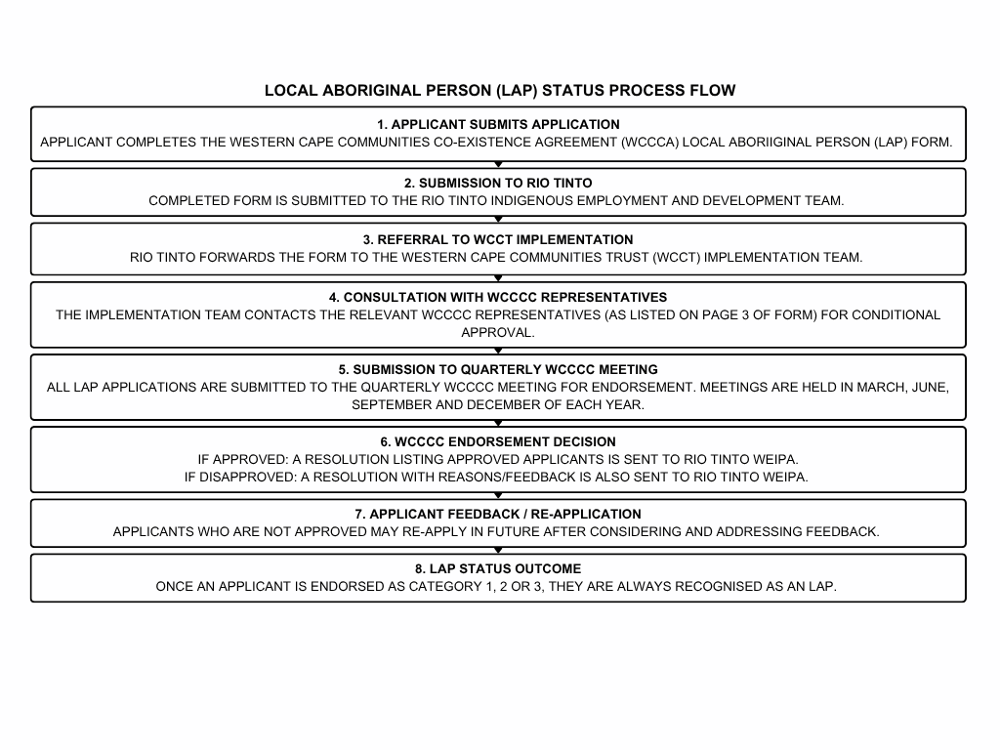 LOCAL ABORIGINAL PERSON (LAP) STATUS PROCESS FLOW
1. APPLICANT SUBMITS APPLICATION
APPLICANT COMPLETES THE WESTERN CAPE COMMUNITIES CO-EXISTENCE AGREEMENT (WCCCA) LOCAL ABORIIGINAL PERSON (LAP) FORM.
2. SUBMISSION TO RIO TINTO
COMPLETED FORM IS SUBMITTED TO THE RIO TINTO INDIGENOUS EMPLOYMENT AND DEVELOPMENT TEAM.
3. REFERRAL TO WCCT IMPLEMENTATION
RIO TINTO FORWARDS THE FORM TO THE WESTERN CAPE COMMUNITIES TRUST (WCCT) IMPLEMENTATION TEAM.
4. CONSULTATION WITH WCCCC REPRESENTATIVES
THE IMPLEMENTATION TEAM CONTACTS THE RELEVANT WCCCC REPRESENTATIVES (AS LISTED ON PAGE 3 OF FORM) FOR CONDITIONAL
APPROVAL.
5. SUBMISSION TO QUARTERLY WCCCC MEETING
ALL LAP APPLICATIONS ARE SUBMITTED TO THE QUARTERLY WCCCC MEETING FOR ENDORSEMENT. MEETINGS ARE HELD IN MARCH, JUNE,
SEPTEMBER AND DECEMBER OF EACH YEAR.
6. WCCCC ENDORSEMENT DECISION
IF APPROVED: A RESOLUTION LISTING APPROVED APPLICANTS IS SENT TO RIO TINTO WEIPA.
IF DISAPPROVED: A RESOLUTION WITH REASONS/FEEDBACK IS ALSO SENT TO RIO TINTO WEIPA.
7. APPLICANT FEEDBACK / RE-APPLICATION
APPLICANTS WHO ARE NOT APPROVED MAY RE-APPLY IN FUTURE AFTER CONSIDERING AND ADDRESSING FEEDBACK.
8. LAP STATUS OUTCOME
ONCE AN APPLICANT IS ENDORSED AS CATEGORY 1, 2 OR 3, THEY ARE ALWAYS RECOGNISED AS AN LAP.